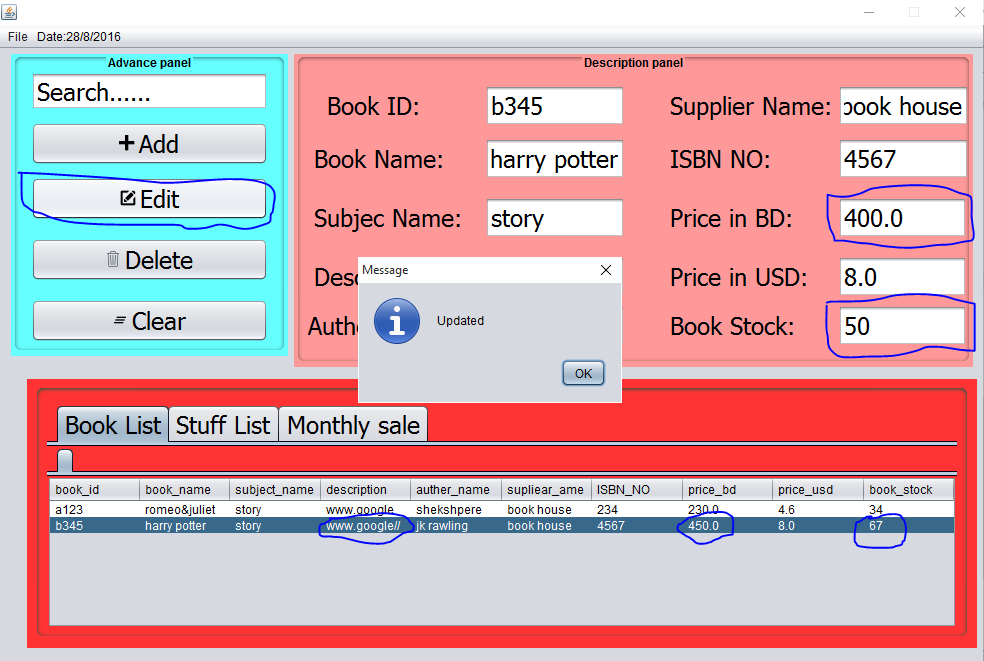 File Date:28/8/2016
Advance panel
Search......
Add
Edit
Delete
Clear
Description panel
Book ID: b345 Supplier Name: book house
Book Name: harry potter ISBN NO: 4567
Subjec Name: story Price in BD: 400.0
Desc Price in USD: 8.0
Auth Book Stock: 50
Message
Updated
OK
Book List Stuff List Monthly sale
book_id book_name subject_name description auther_name supliear_ame ISBN_NO price_bd price_usd book_stock
a123 romeo&juliet story www.google shekshpere book house 234 230.0 4.6 34
b345 harry potter story www.google// jk rawling book house 4567 450.0 8.0 67